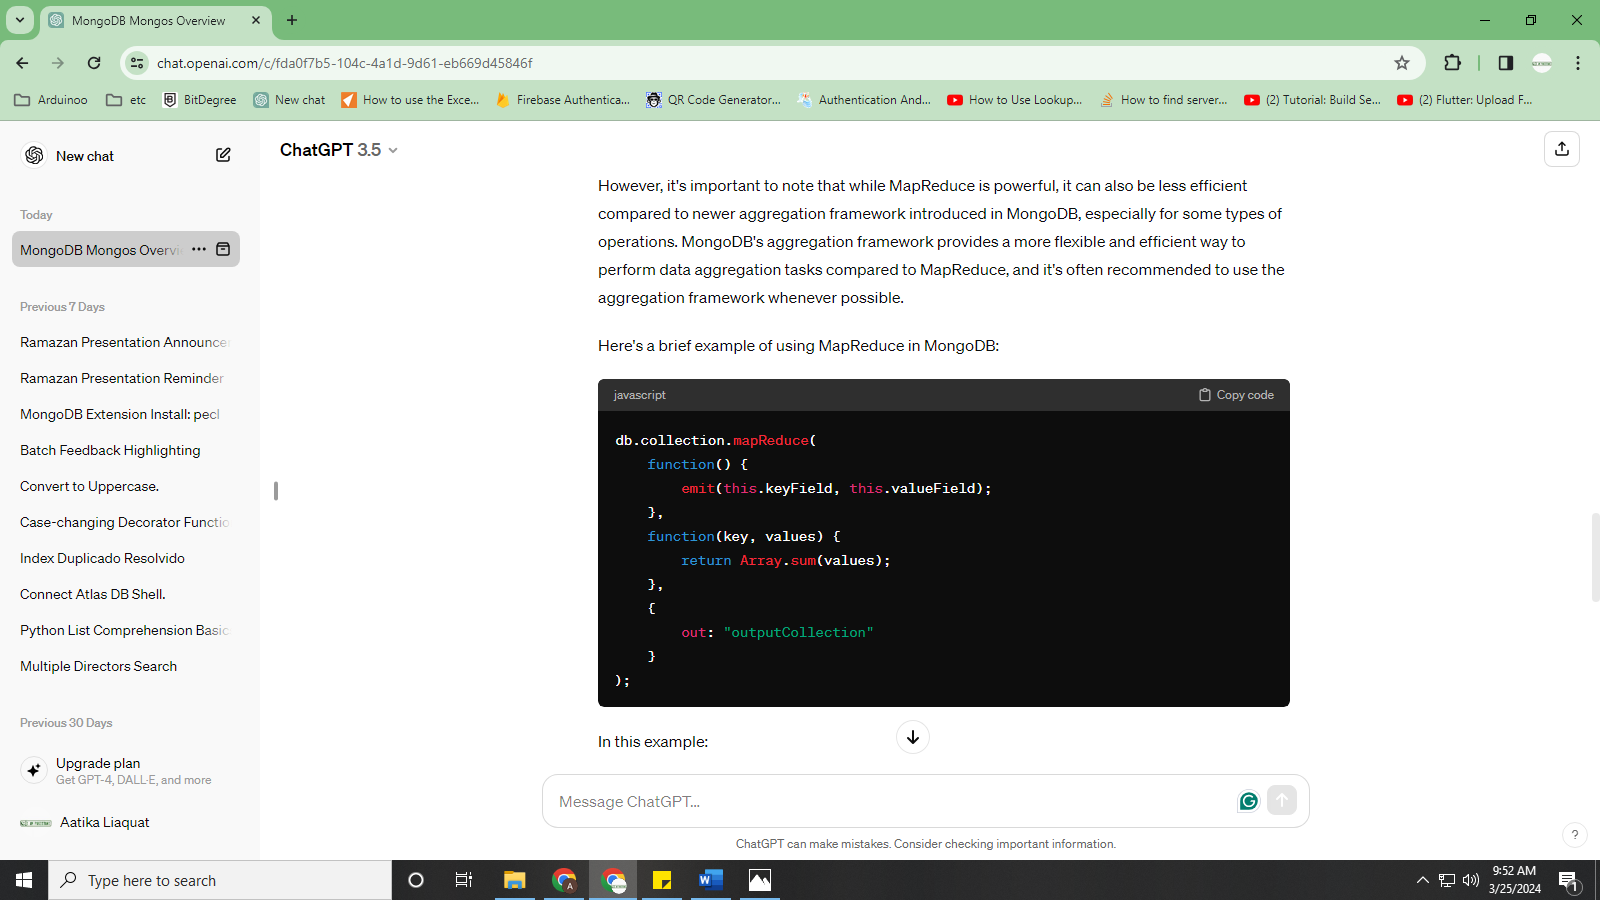 MongoDB Mongos Overview
chat.openai.com/c/fda0f7b5-104c-4a1d-9d61-eb669d45846f
Arduinoo etc BitDegree New chat How to use the Exce... Firebase Authentica... QR Code Generator... Authentication And... How to Use Lookup... How to find server... (2) Tutorial: Build Se... (2) Flutter: Upload F...
New chat
Today
MongoDB Mongos Overvi
Previous 7 Days
Ramazan Presentation Announce
Ramazan Presentation Reminder
MongoDB Extension Install: pecl
Batch Feedback Highlighting
Convert to Uppercase.
Case-changing Decorator Functio
Index Duplicado Resolvido
Connect Atlas DB Shell.
Python List Comprehension Basic
Multiple Directors Search
Previous 30 Days
Upgrade plan
Get GPT-4, DALL·E, and more
Aatika Liaquat
ChatGPT 3.5
However, it's important to note that while MapReduce is powerful, it can also be less efficient
compared to newer aggregation framework introduced in MongoDB, especially for some types of
operations. MongoDB's aggregation framework provides a more flexible and efficient way to
perform data aggregation tasks compared to MapReduce, and it's often recommended to use the
aggregation framework whenever possible.
Here's a brief example of using MapReduce in MongoDB:
javascript Copy code
db.collection.mapReduce(
function() {
emit(this.keyField, this.valueField);
},
function(key, values) {
return Array.sum(values);
},
{
out: "outputCollection"
}
);
In this example:
Message ChatGPT...
ChatGPT can make mistakes. Consider checking important information.
?
Type here to search
9:52 AM
3/25/2024
1